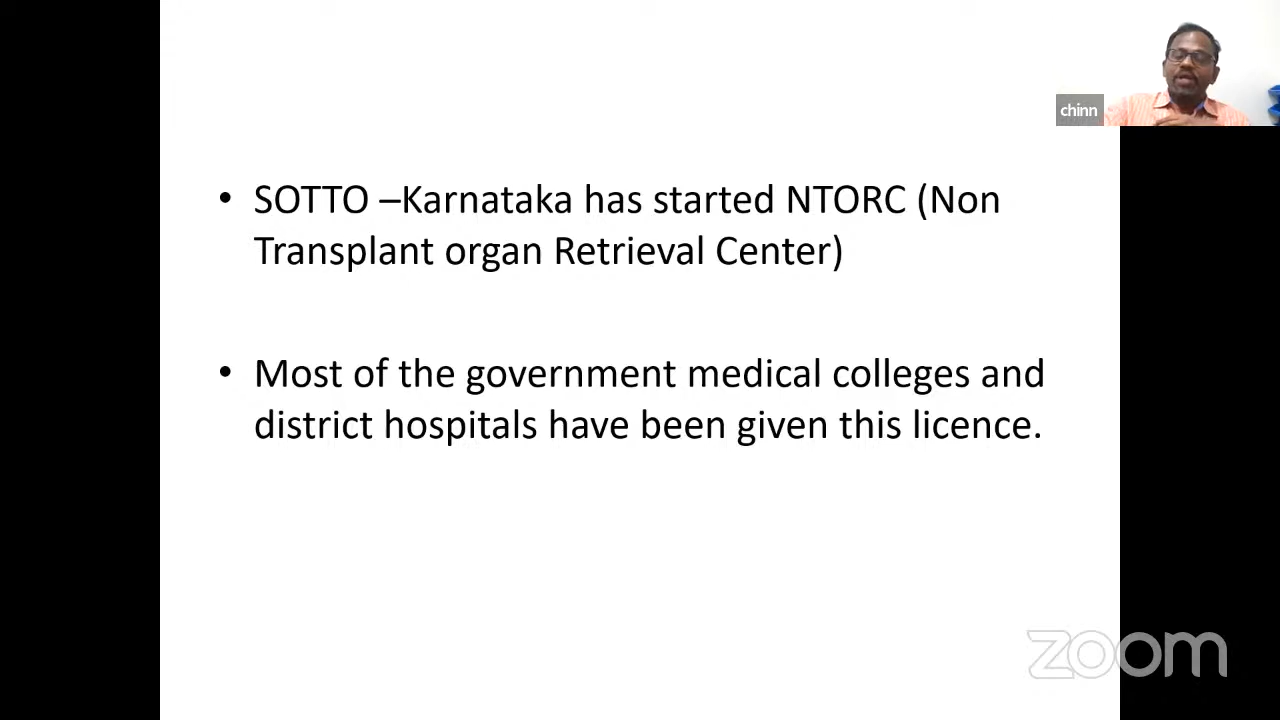 chinn
• SOTTO –Karnataka has started NTORC (Non
Transplant organ Retrieval Center)
• Most of the government medical colleges and
district hospitals have been given this licence.
zoom